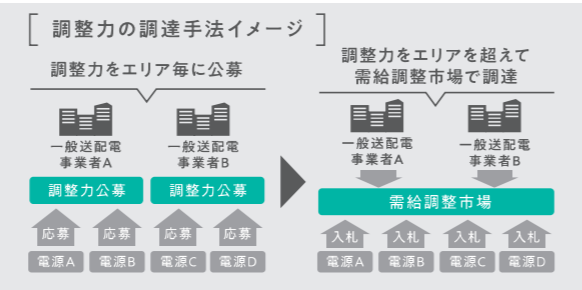 調整力の調達手法イメージ
調整力をエリア毎に公募
一般送配電
事業者A
一般送配電
事業者B
調整力公募
調整力公募
応募
応募
応募
応募
電源A
電源B
電源C
電源D
調整力をエリアを超えて
需給調整市場で調達
一般送配電
事業者A
一般送配電
事業者B
需給調整市場
入札
入札
入札
入札
電源A
電源B
電源C
電源D